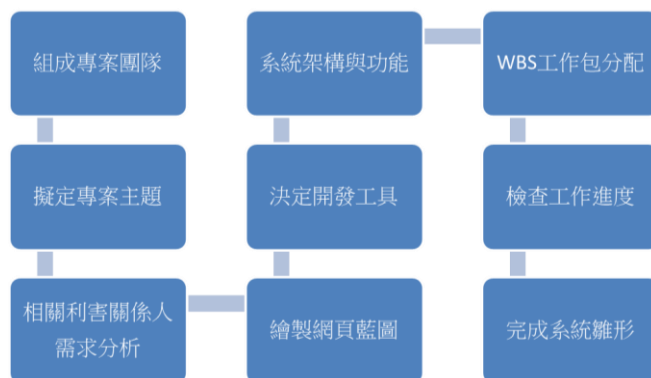 組成專案團隊
擬定專案主題
相關利害關係人
需求分析
繪製網頁藍圖
決定開發工具
系統架構與功能
WBS工作包分配
檢查工作進度
完成系統雛形